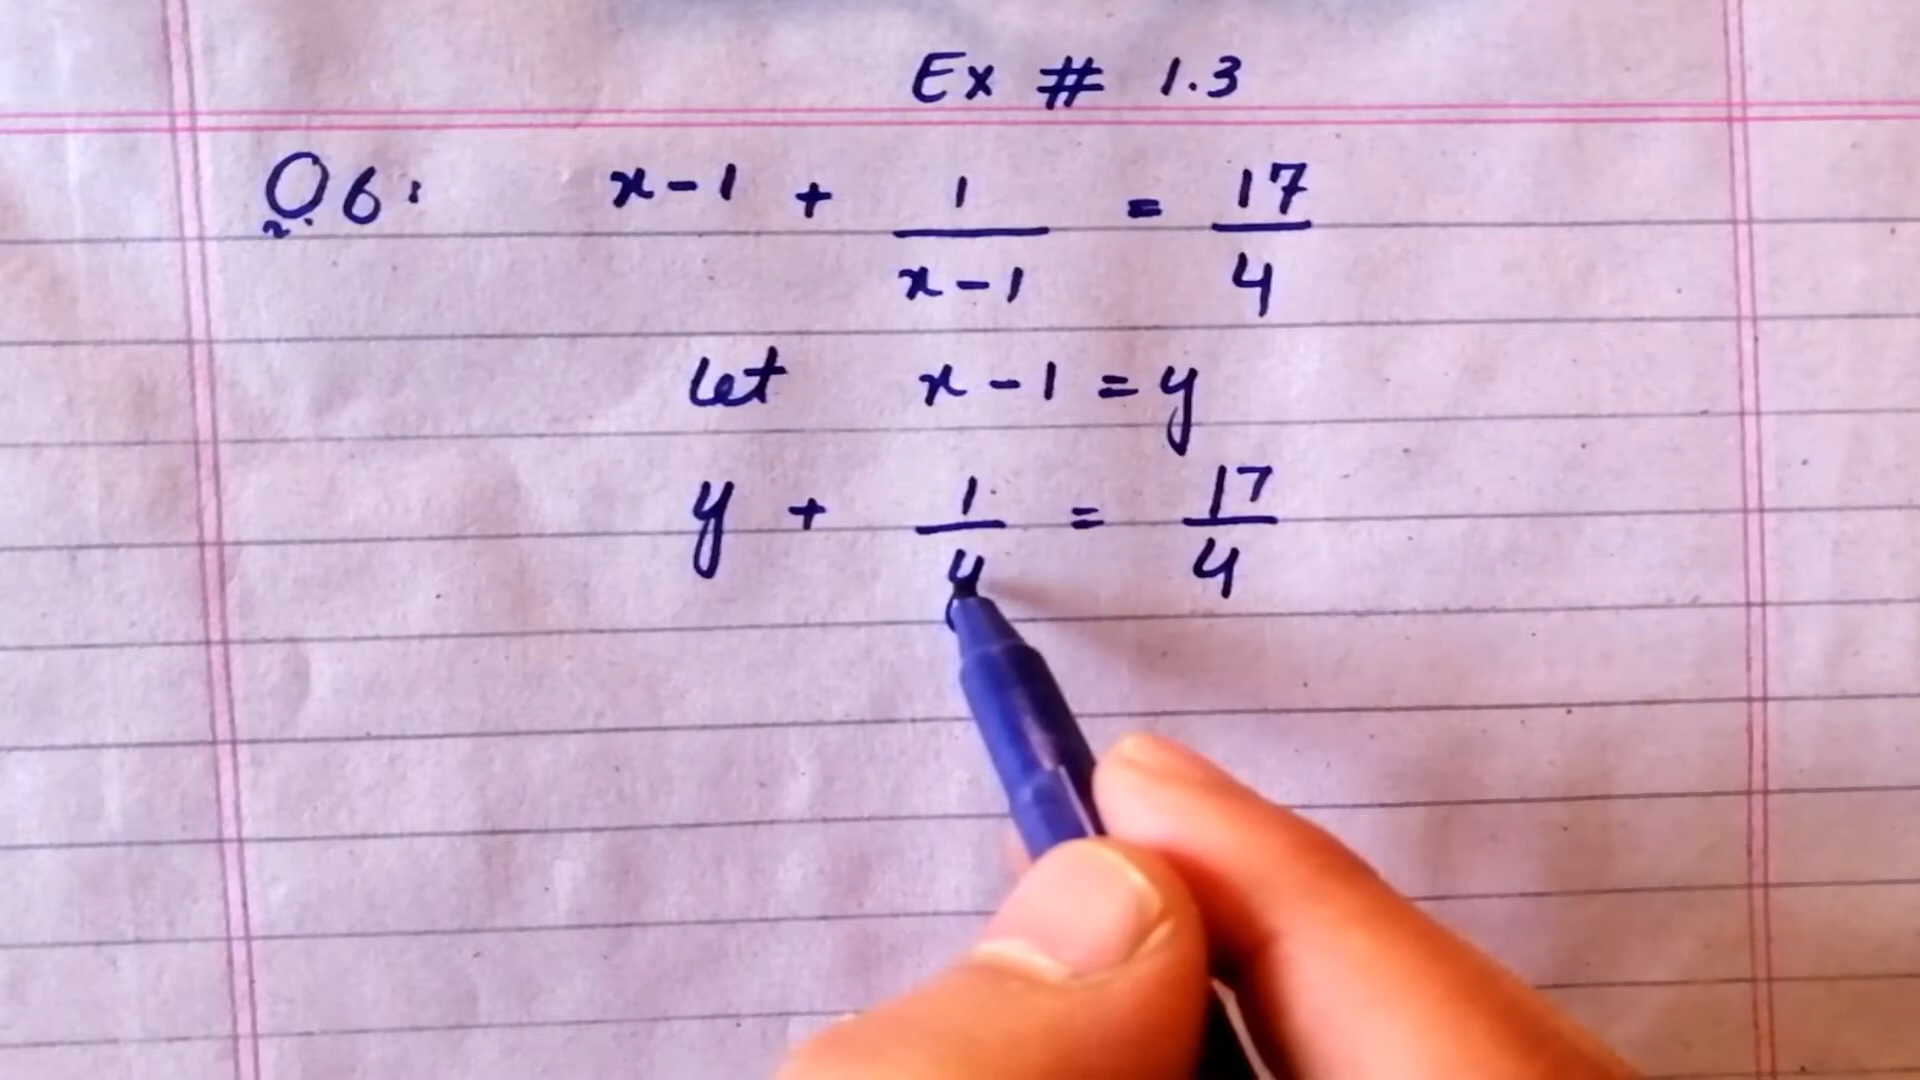 Ex # 1.3
Q6: x-1 + 1/(x-1) = 17/4
Let x-1=y
y + 1/y = 17/4